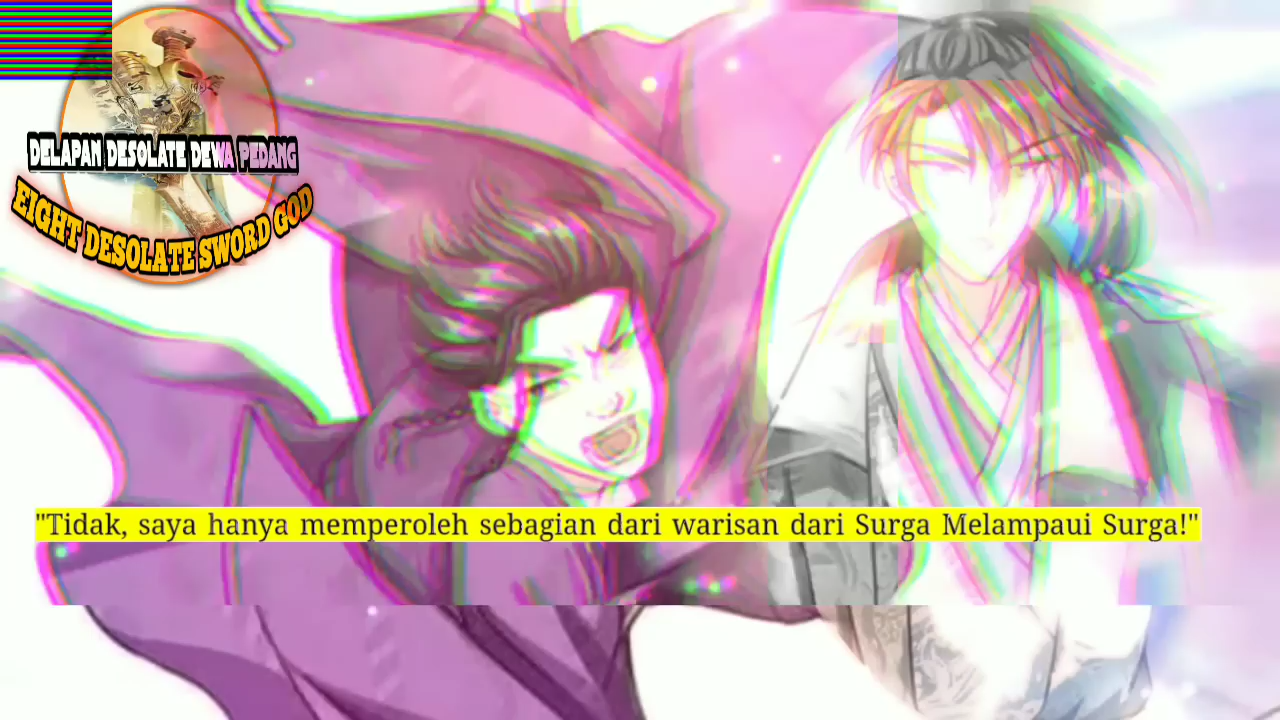 DELAPAN DESOLATE DEWA PEDANG
EIGHT DESOLATE SWORD GOD
"Tidak, saya hanya memperoleh sebagian dari warisan dari Surga Melampaui Surga!"